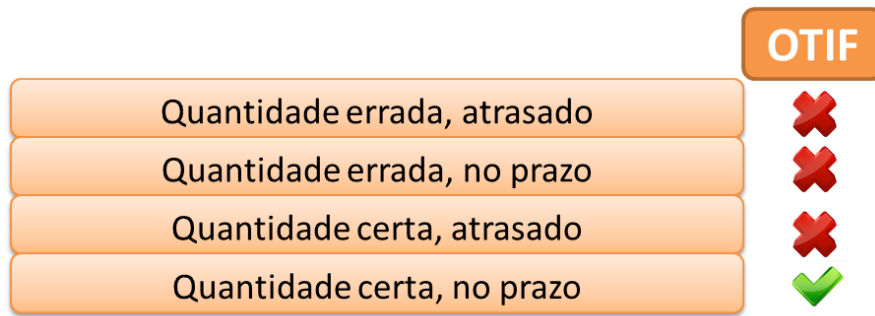 OTIF
Quantidade errada, atrasado
Quantidade errada, no prazo
Quantidade certa, atrasado
Quantidade certa, no prazo